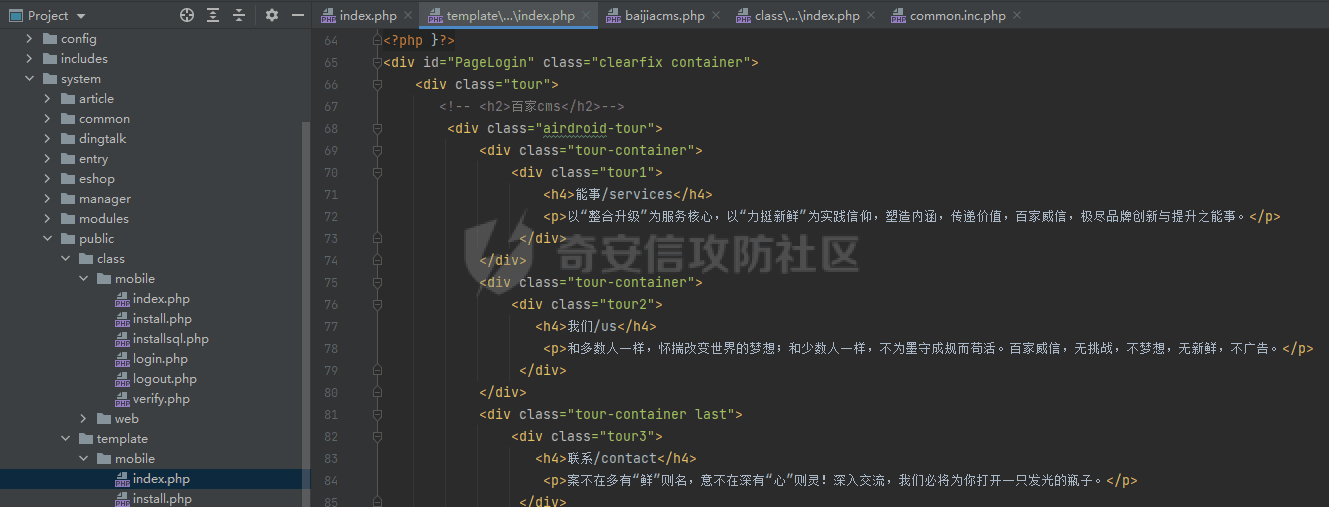 Project
index.php
template\...\index.php
baijiacms.php
class\...\index.php
common.inc.php
config
includes
system
article
common
dingtalk
entry
eshop
manager
modules
public
class
mobile
index.php
install.php
installsql.php
login.php
logout.php
verify.php
web
template
mobile
index.php
install.php
64 <?php }?>
65 <div id="PageLogin" class="clearfix container">
66 <div class="tour">
67 <!-- <h2>百家cms</h2>-->
68 <div class="airdroid-tour">
69 <div class="tour-container">
70 <div class="tour1">
71 <h4>能事/services</h4>
72 <p>以“整合升级”为服务核心，以“力挺新鲜”为实践信仰，塑造内涵，传递价值，百家威信，极尽品牌创新与提升之能事。</p>
73 </div>
74 </div>
75 <div class="tour-container">
76 <div class="tour2">
77 <h4>我们/us</h4>
78 <p>和多数人一样，怀揣改变世界的梦想；和少数人一样，不为墨守成规而苟活。百家威信，无挑战，不梦想，无新鲜，不广告。</p>
79 </div>
80 </div>
81 <div class="tour-container last">
82 <div class="tour3">
83 <h4>联系/contact</h4>
84 <p>案不在多有“鲜”则名，意不在深有“心”则灵！深入交流，我们必将为你打开一只发光的瓶子。</p>
85 </div>
奇安信攻防社区